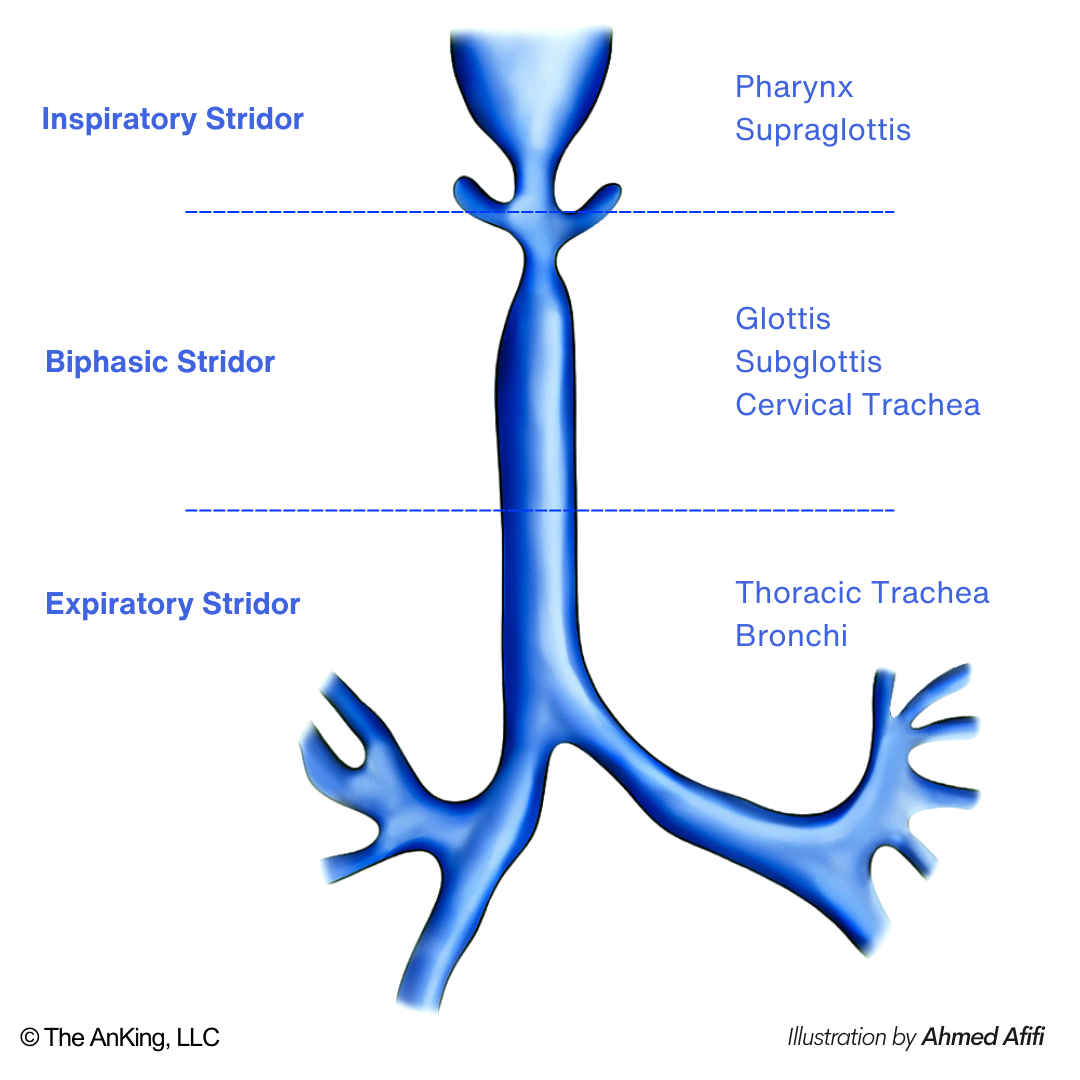 Inspiratory Stridor
Pharynx
Supraglottis
Biphasic Stridor
Glottis
Subglottis
Cervical Trachea
Expiratory Stridor
Thoracic Trachea
Bronchi
© The AnKing, LLC
Illustration by Ahmed Afifi